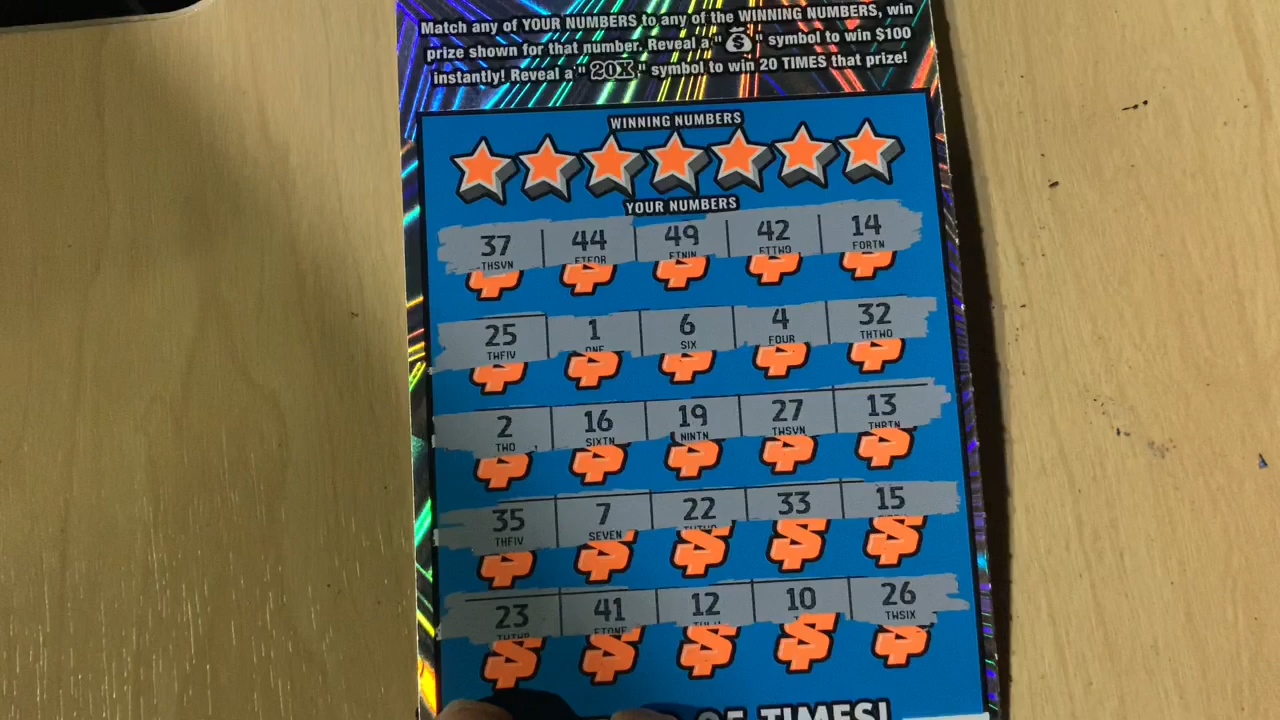 Match any of YOUR NUMBERS to any of the WINNING NUMBERS, win
prize shown for that number. Reveal a "$" symbol to win $100
instantly! Reveal a "20X" symbol to win 20 TIMES that prize!
WINNING NUMBERS
YOUR NUMBERS
37 44 49 42 14
THSVN FTFOR FTNIN FTTWO FORTN
25 1 6 4 32
THFIV ONE SIX FOUR THTWO
2 16 19 27 13
TWO SIXTN NINTN TWSVN THRTN
35 7 22 33 15
THFIV SEVEN
23 41 12 10 26
FTONE TWSIX
25 TIMES!